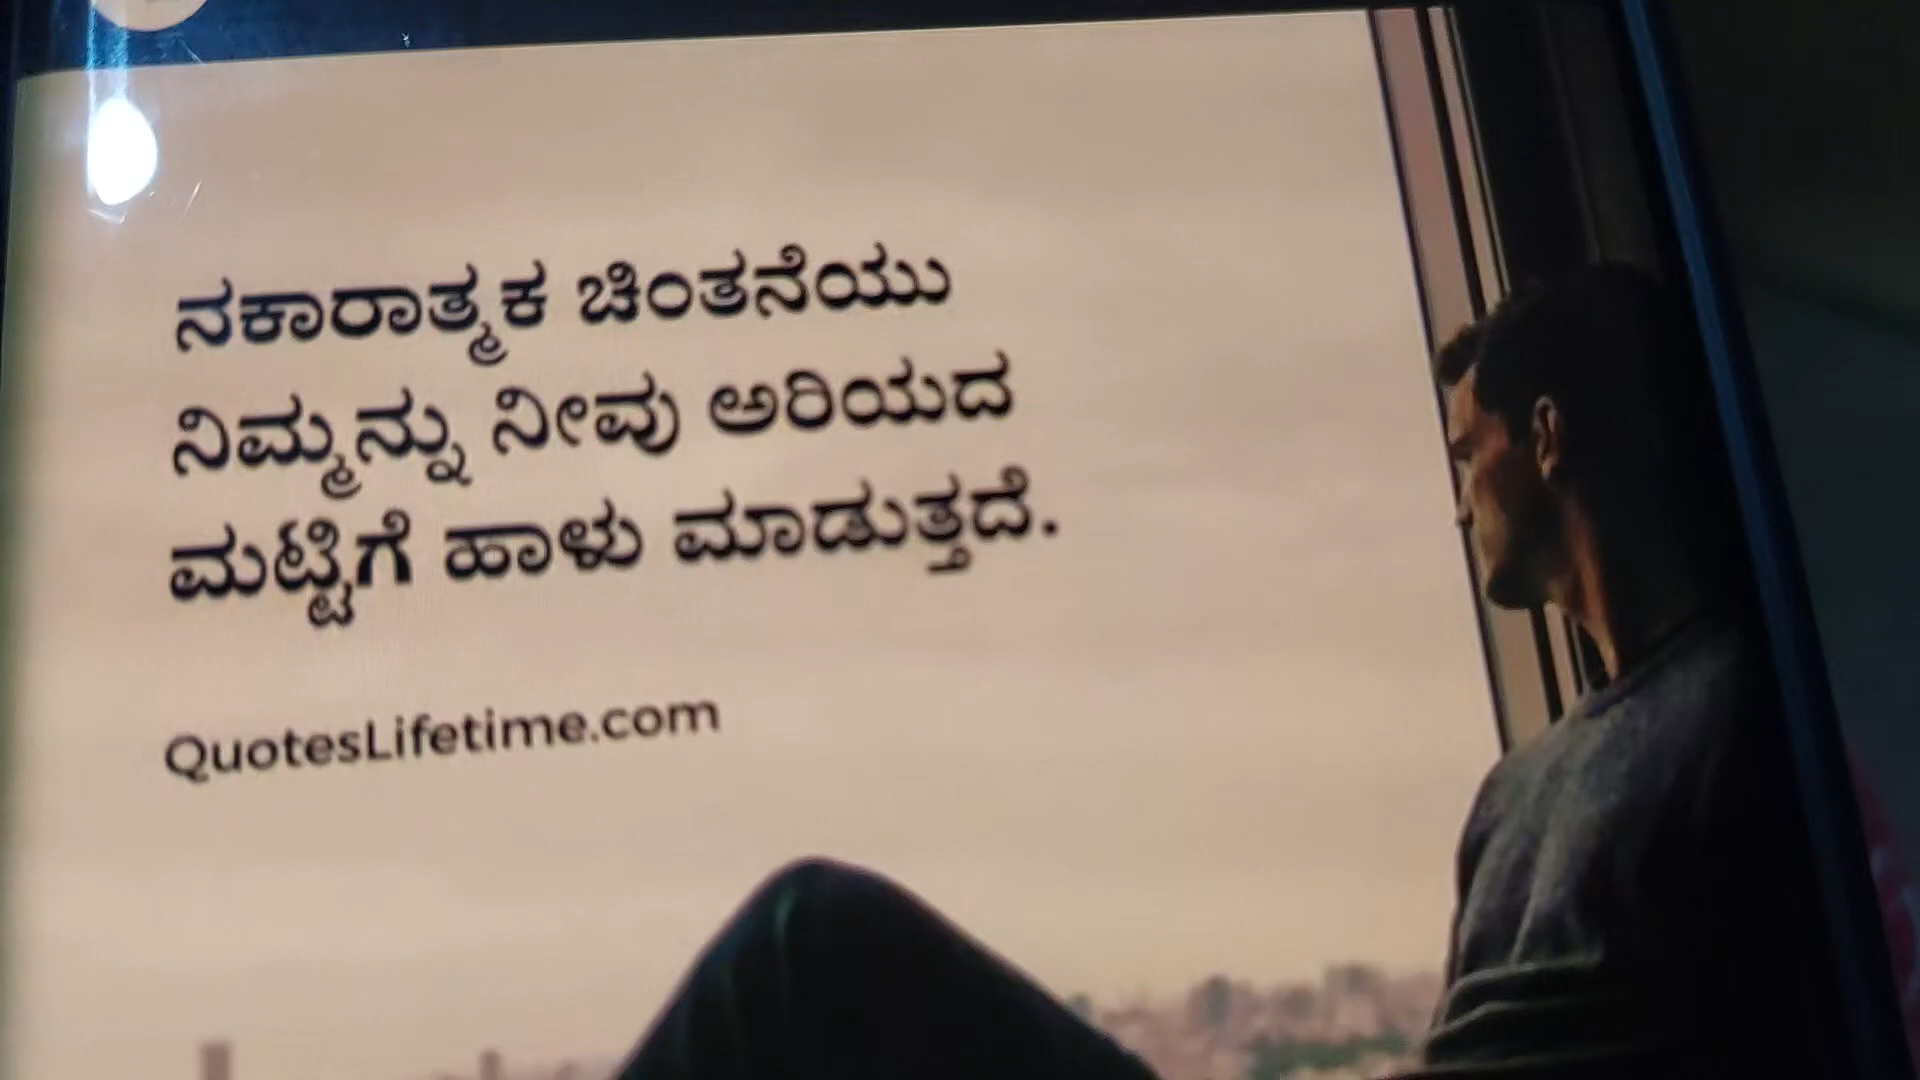 ನಕಾರಾತ್ಮಕ ಚಿಂತನೆಯು
ನಿಮ್ಮನ್ನು ನೀವು ಅರಿಯದ
ಮಟ್ಟಿಗೆ ಹಾಳು ಮಾಡುತ್ತದೆ.
QuotesLifetime.com